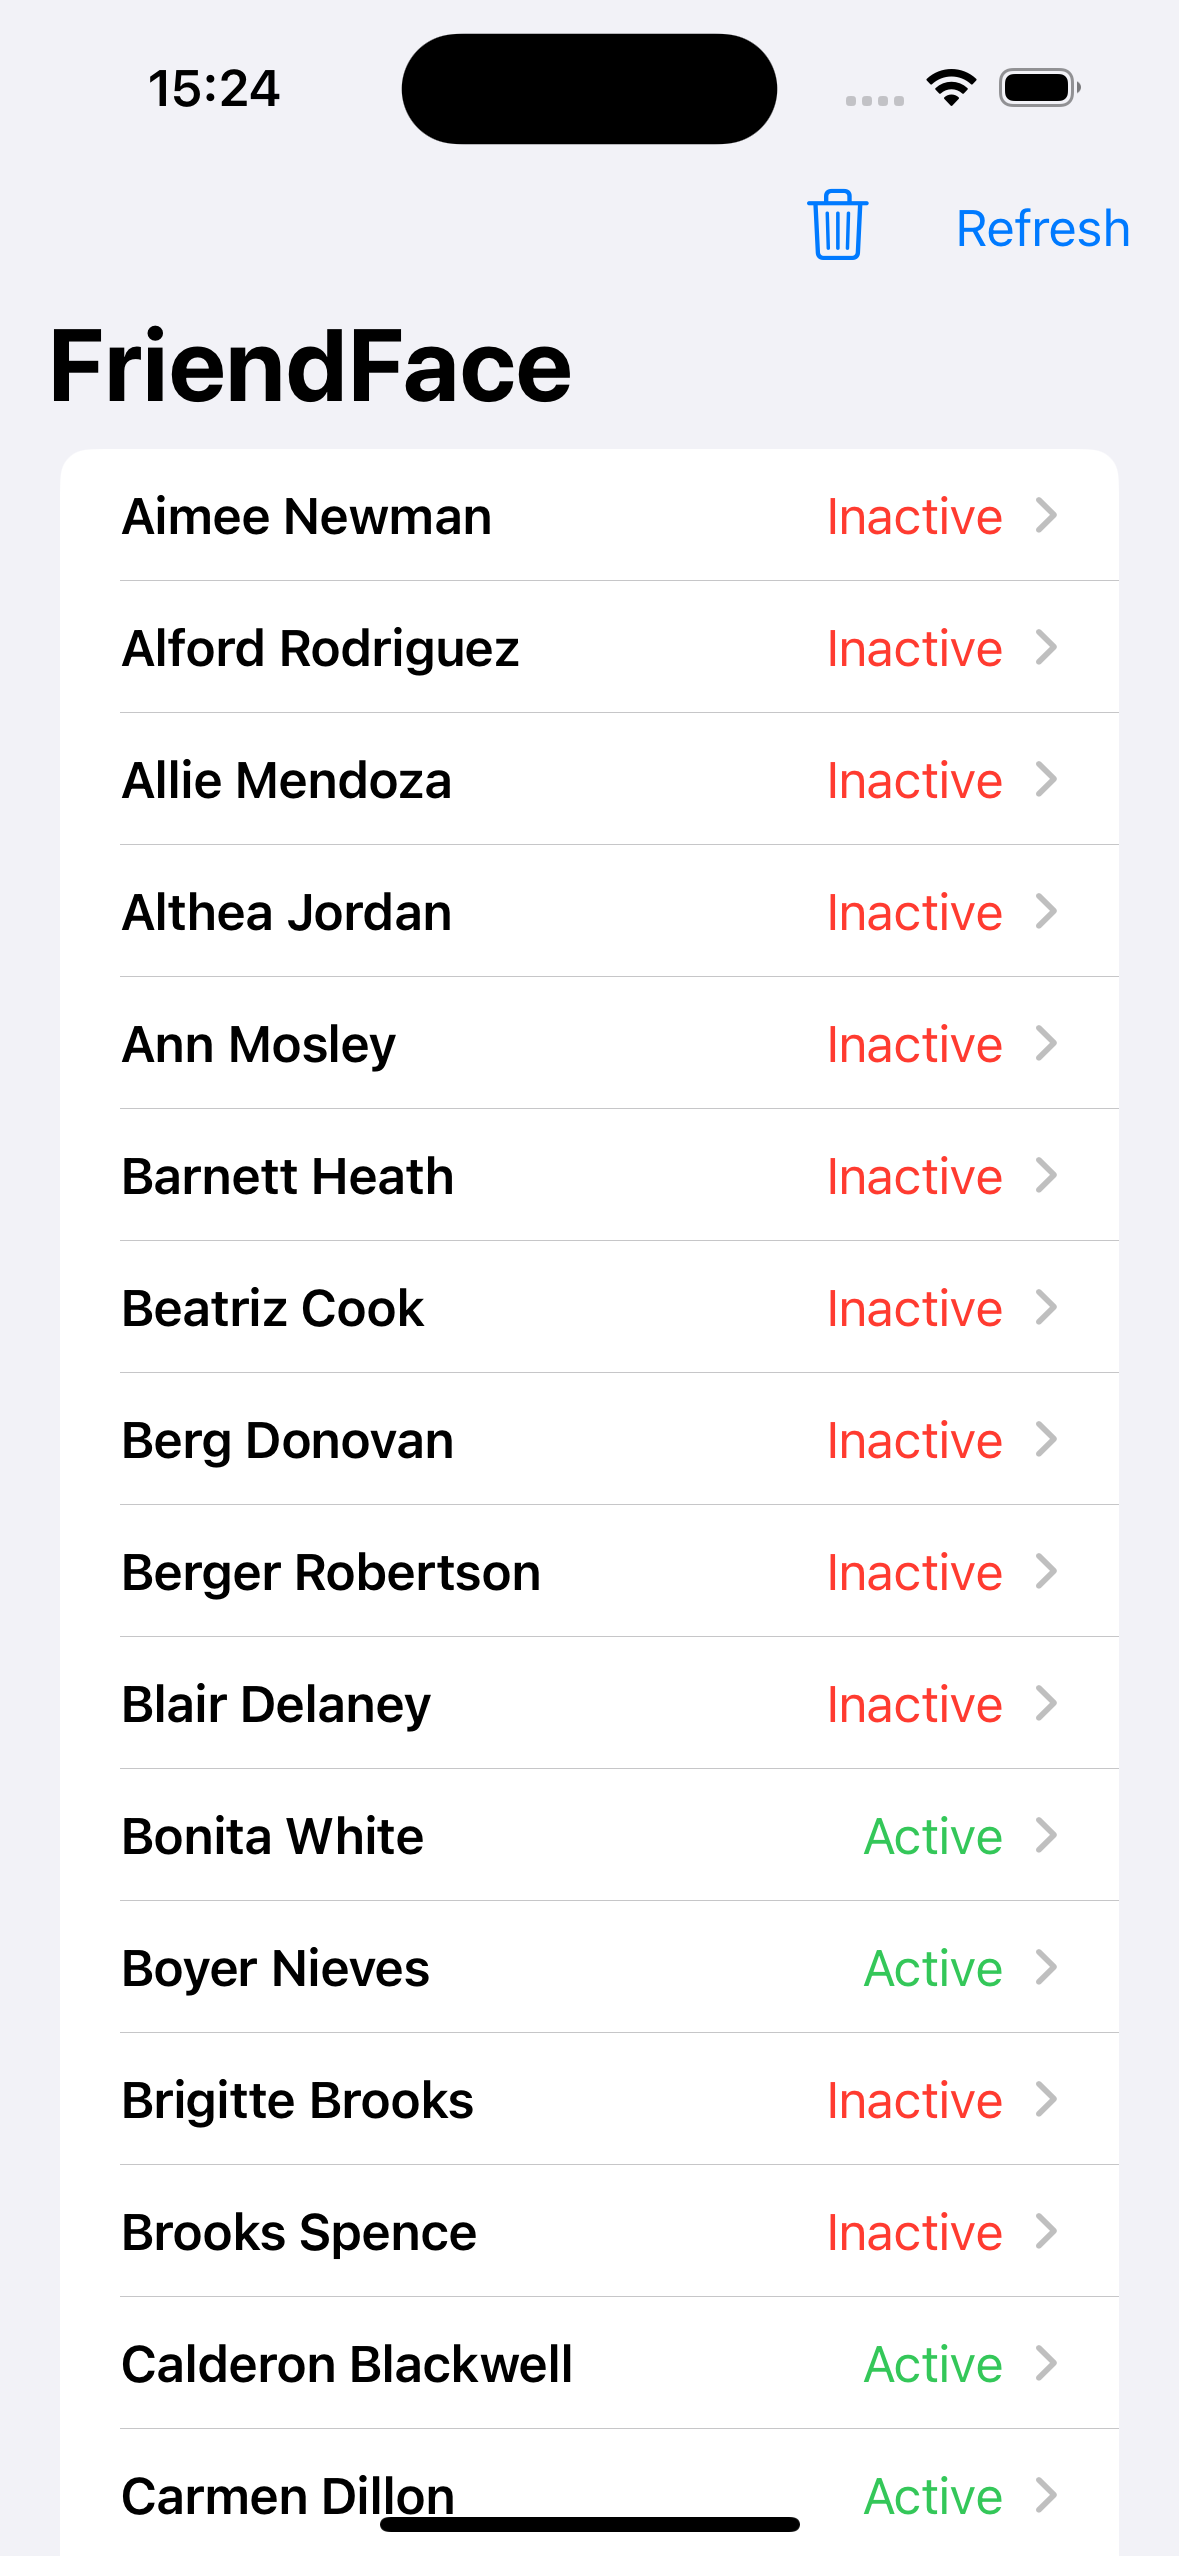 15:24
Refresh
FriendFace
Aimee Newman Inactive
Alford Rodriguez Inactive
Allie Mendoza Inactive
Althea Jordan Inactive
Ann Mosley Inactive
Barnett Heath Inactive
Beatriz Cook Inactive
Berg Donovan Inactive
Berger Robertson Inactive
Blair Delaney Inactive
Bonita White Active
Boyer Nieves Active
Brigitte Brooks Inactive
Brooks Spence Inactive
Calderon Blackwell Active
Carmen Dillon Active